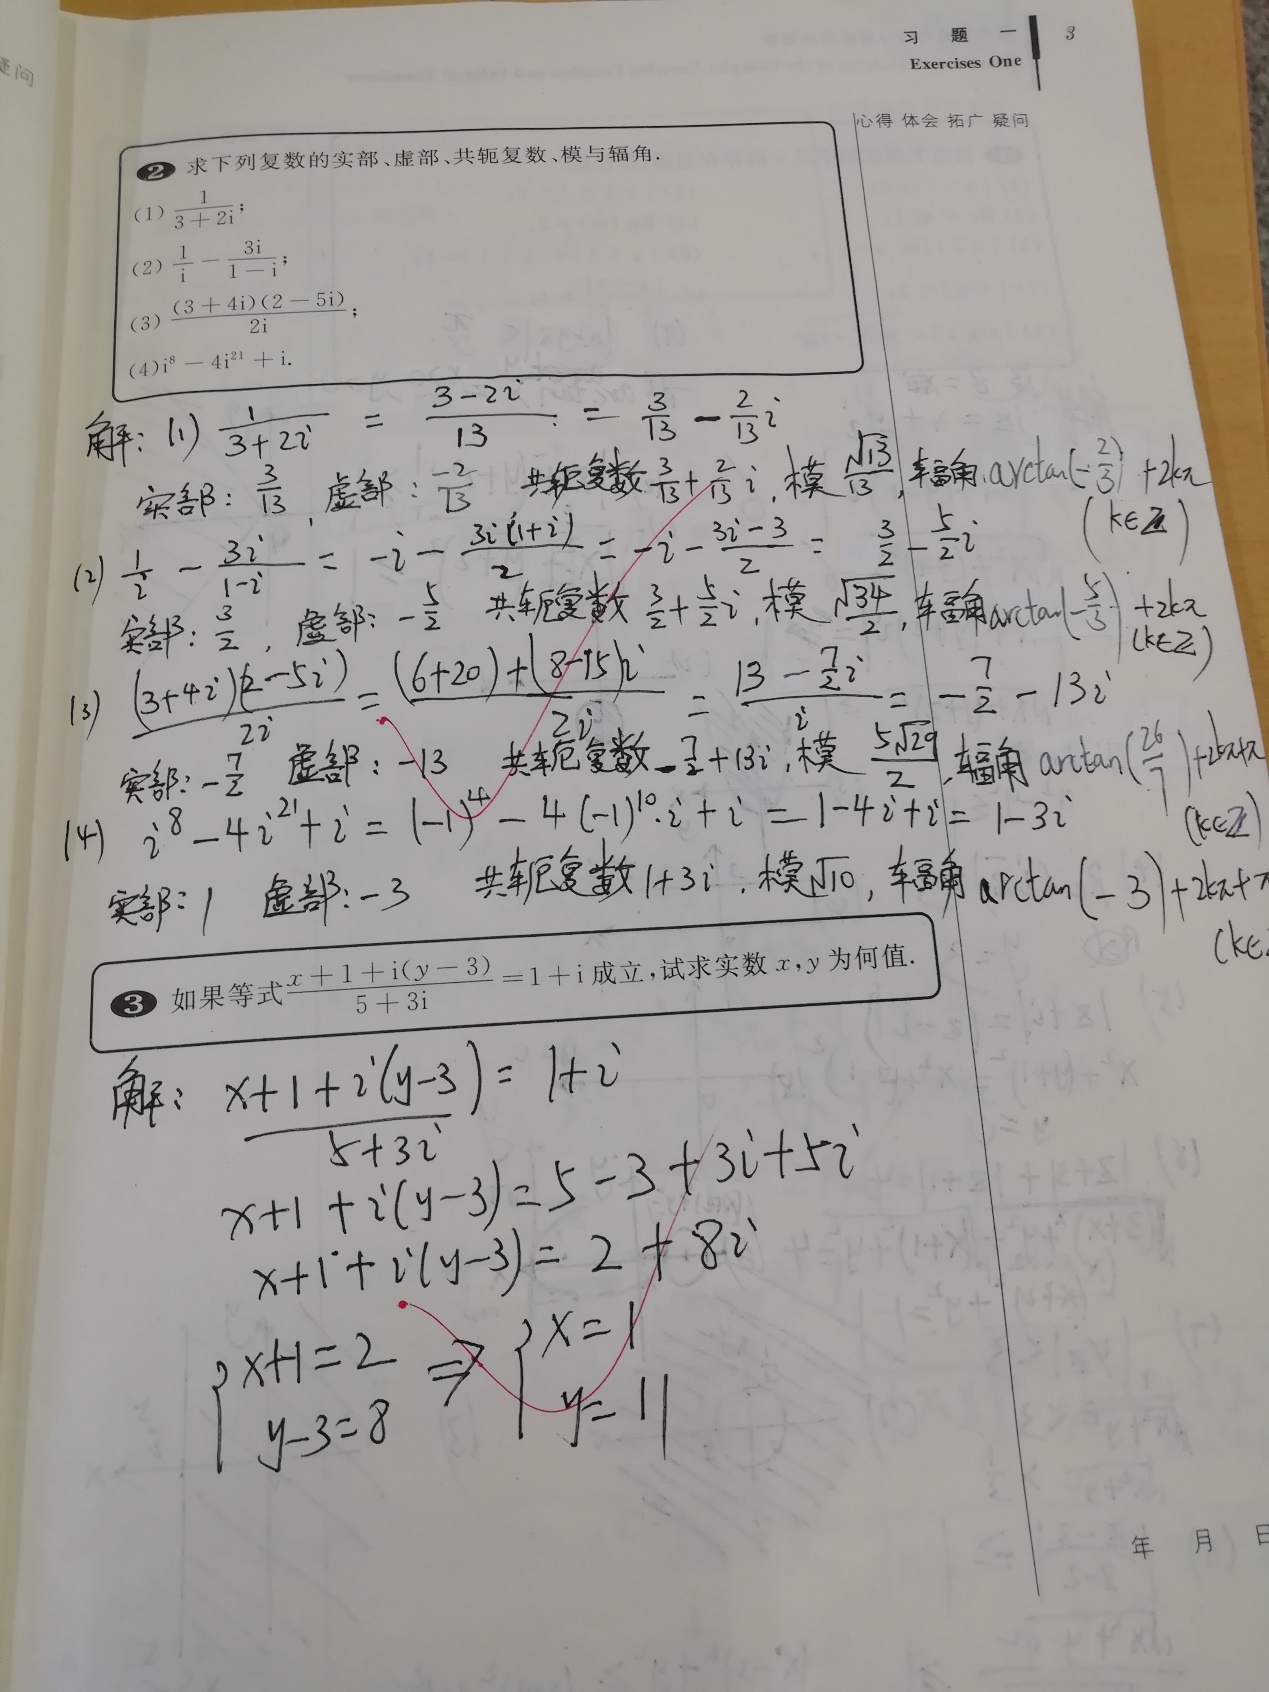 疑问
习 题 一 3
Exercises One
心得 体会 拓广 疑问
❷ 求下列复数的实部、虚部、共轭复数、模与辐角.
(1) 1/(3+2i);
(2) 1/i - 3i/(1-i);
(3) (3+4i)(2-5i)/2i;
(4) i⁸-4i²¹+i.
解: (1) 1/(3+2i) = (3-2i)/13 = 3/13 - 2/13 i
实部: 3/13, 虚部: -2/13 共轭复数 3/13 + 2/13 i, 模 √13/13, 辐角 arctan(-2/3) + 2kπ
(k∈Z)
(2) 1/i - 3i/(1-i) = -i - 3i(1+i)/2 = -i - (3i-3)/2 = 3/2 - 5/2 i
实部: 3/2, 虚部: -5/2 共轭复数 3/2 + 5/2 i, 模 √34/2, 辐角 arctan(-5/3) + 2kπ
(k∈Z)
(3) (3+4i)(2-5i)/2i = ((6+20)+(8-15)i)/2i = (13 - 7/2 i)/i = -7/2 - 13i
实部: -7/2 虚部: -13 共轭复数 -7/2 + 13i, 模 5√29/2, 辐角 arctan(26/7) + 2kπ+π
(k∈Z)
(4) i⁸-4i²¹+i = (-1)⁴ - 4(-1)¹⁰·i + i = 1-4i+i = 1-3i
实部: 1 虚部: -3 共轭复数 1+3i, 模 √10, 辐角 arctan(-3) + 2kπ+π
(k∈Z
❸ 如果等式 (x+1+i(y-3))/(5+3i) = 1+i 成立,试求实数 x,y 为何值.
解: (x+1+i(y-3))/(5+3i) = 1+i
x+1+i(y-3) = 5-3+3i+5i
x+1+i(y-3) = 2+8i
{x+1=2 ⇒ {x=1
y-3=8 y=11
年 月 日